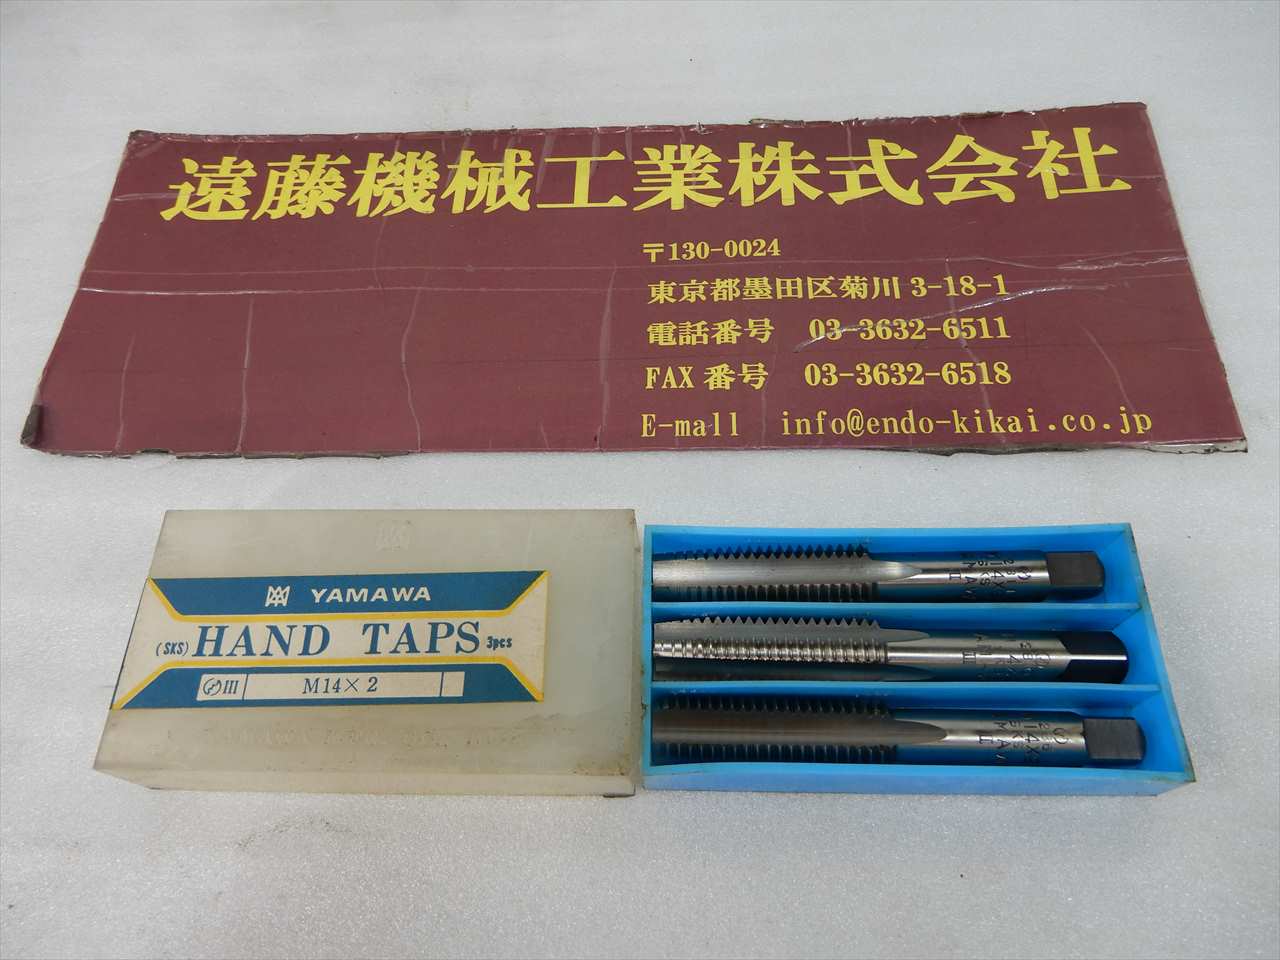 遠藤機械工業株式会社
〒130-0024
東京都墨田区菊川 3-18-1
電話番号 03-3632-6511
FAX 番号 03-3632-6518
E-mall info@endo-kikai.co.jp
YAMAWA
(SKS) HAND TAPS 3pcs
III M14×2